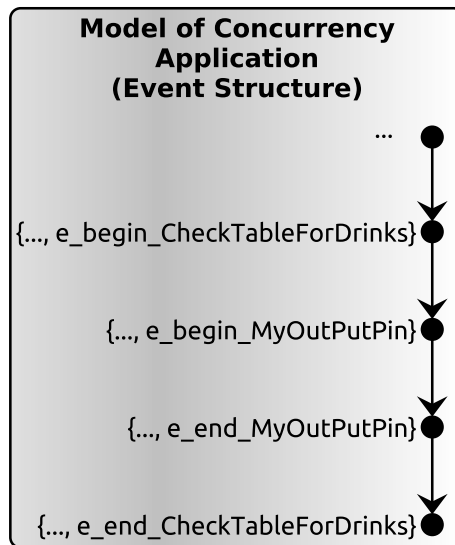 Model of Concurrency
Application
(Event Structure)
...
{..., e_begin_CheckTableForDrinks}
{..., e_begin_MyOutPutPin}
{..., e_end_MyOutPutPin}
{..., e_end_CheckTableForDrinks}